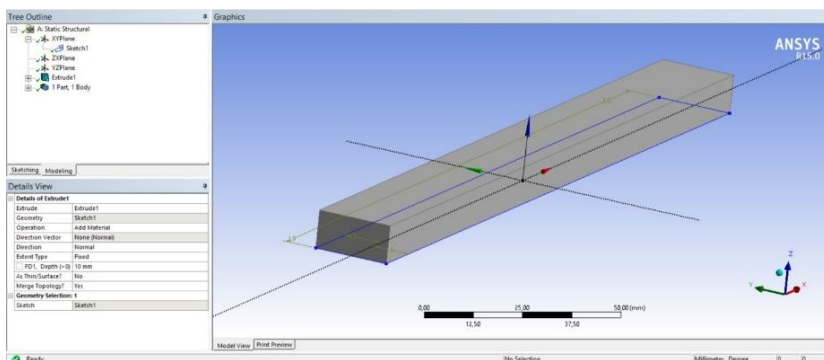 Tree Outline
A: Static Structural
XYPlane
Sketch1
ZXPlane
YZPlane
Extrude1
1 Part, 1 Body
Sketching Modeling
Details View
Details of Extrude1
Extrude Extrude1
Geometry Sketch1
Operation Add Material
Direction Vector None (Normal)
Direction Normal
Extent Type Fixed
FD1, Depth (>0) 10 mm
As Thin/Surface? No
Merge Topology? Yes
Geometry Selection: 1
Sketch Sketch1
Graphics
ANSYS
R15.0
Z
Y
X
0,00 25,00 50,00 (mm)
12,50 37,50
Model View Print Preview
Ready No Selection Millimeter Degree 0 0